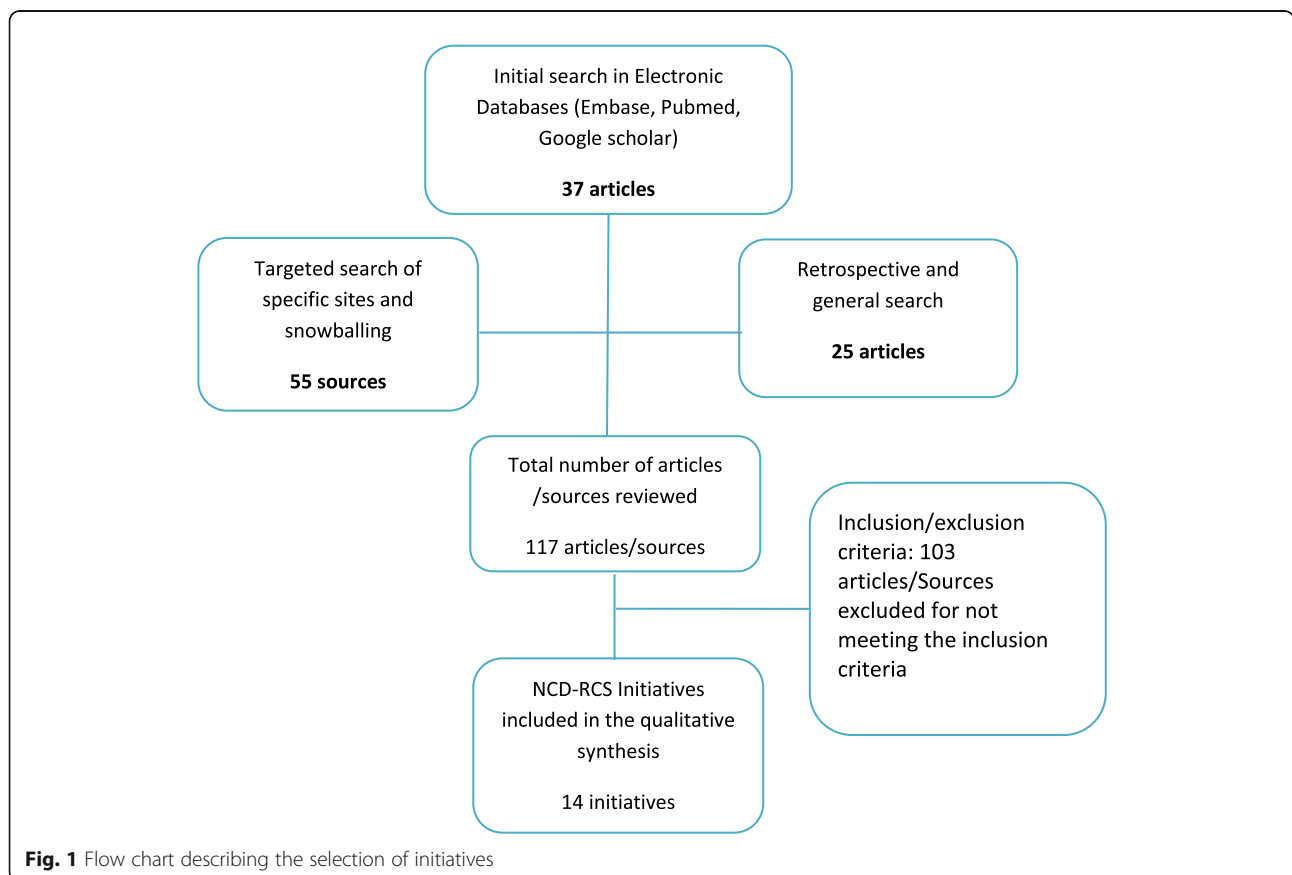 Initial search in Electronic
Databases (Embase, Pubmed,
Google scholar)
37 articles
Targeted search of
specific sites and
snowballing
55 sources
Retrospective and
general search
25 articles
Total number of articles
/sources reviewed
117 articles/sources
Inclusion/exclusion
criteria: 103
articles/Sources
excluded for not
meeting the inclusion
criteria
NCD-RCS Initiatives
included in the qualitative
synthesis
14 initiatives
Fig. 1 Flow chart describing the selection of initiatives